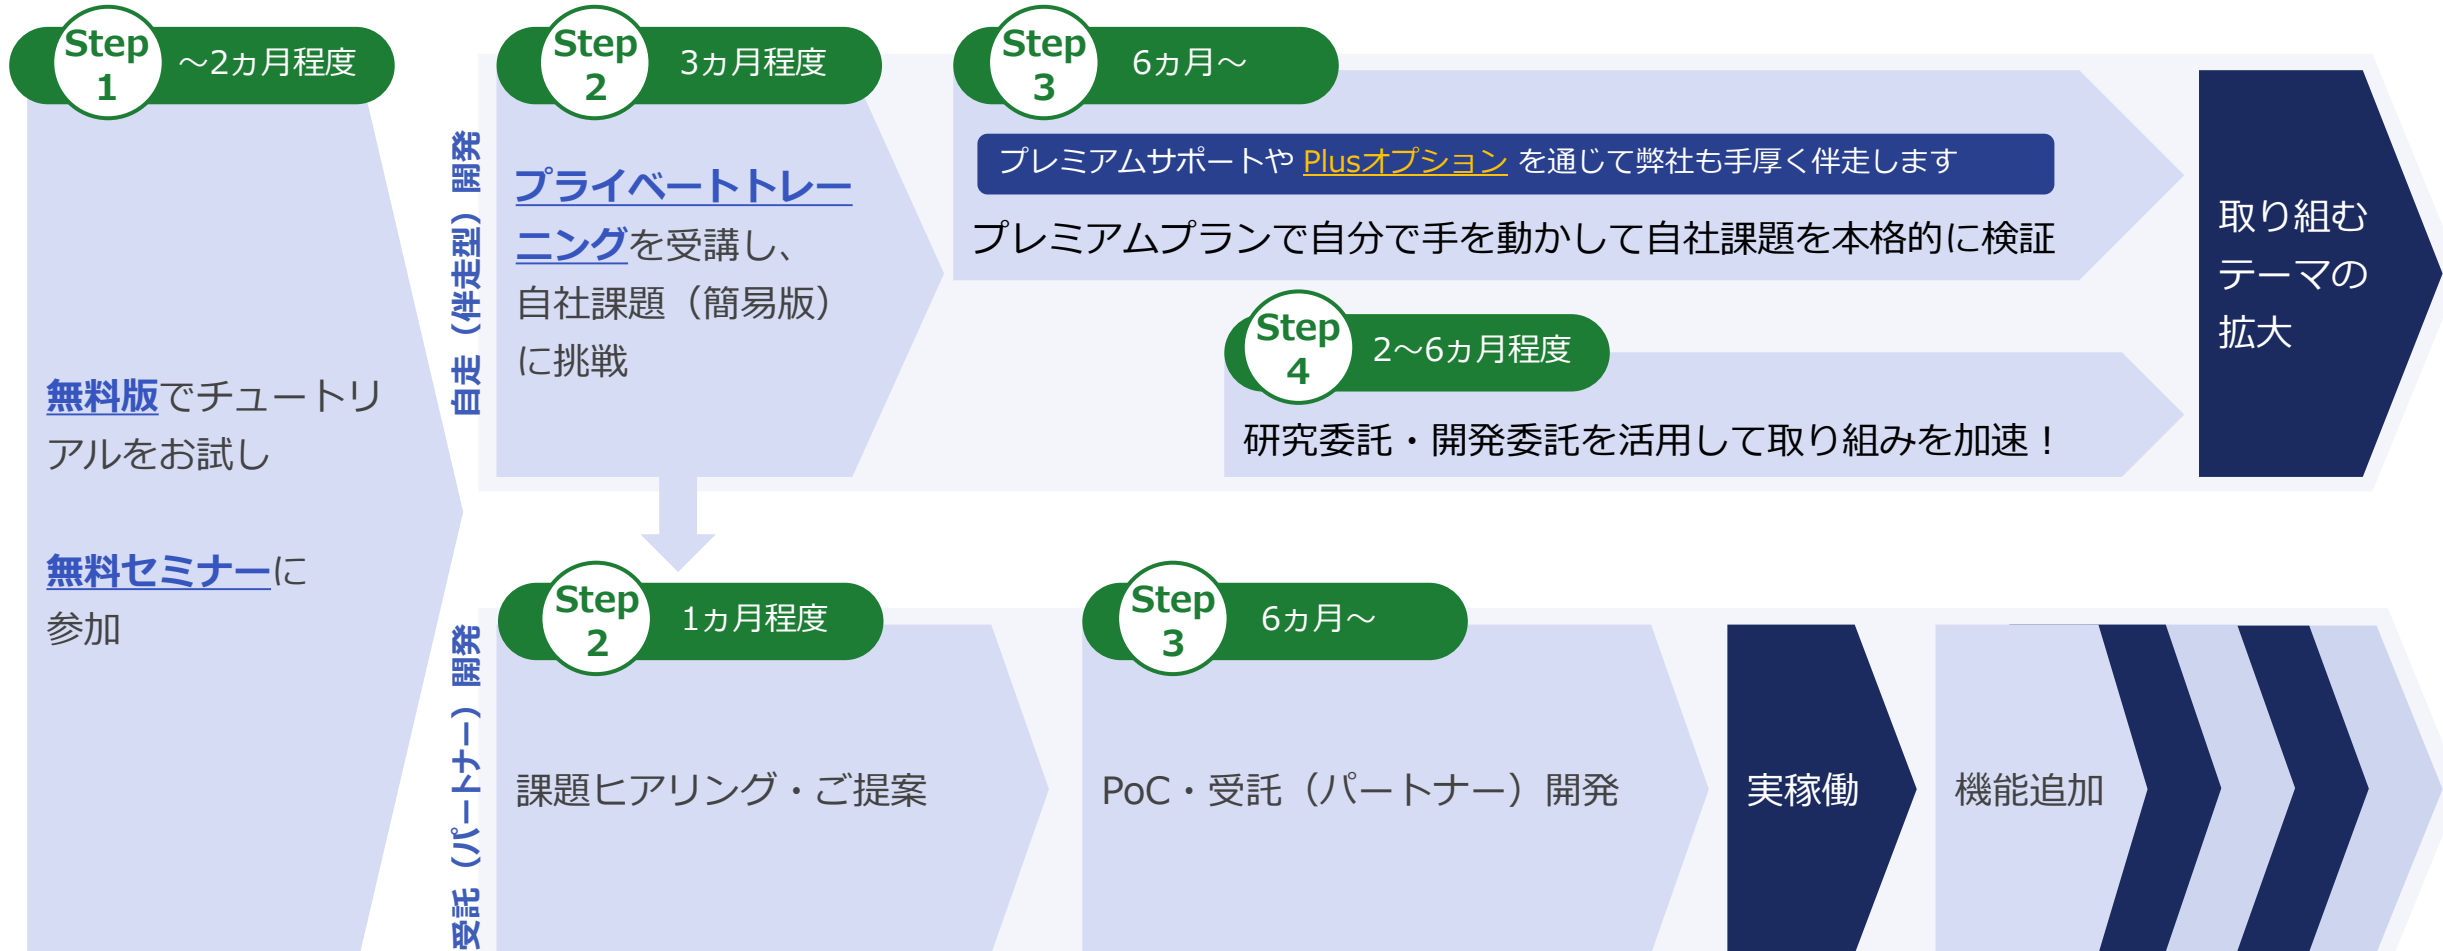 Step
1
～2ヵ月程度
無料版でチュートリ
アルをお試し
無料セミナーに
参加
自走（伴走型）開発
Step
2
3ヵ月程度
プライベートトレー
ニングを受講し、
自社課題（簡易版）
に挑戦
Step
3
6ヵ月～
プレミアムサポートや Plusオプション を通じて弊社も手厚く伴走します
プレミアムプランで自分で手を動かして自社課題を本格的に検証
Step
4
2～6ヵ月程度
研究委託・開発委託を活用して取り組みを加速！
取り組む
テーマの
拡大
受託（パートナー）開発
Step
2
1ヵ月程度
課題ヒアリング・ご提案
Step
3
6ヵ月～
PoC・受託（パートナー）開発
実稼働
機能追加